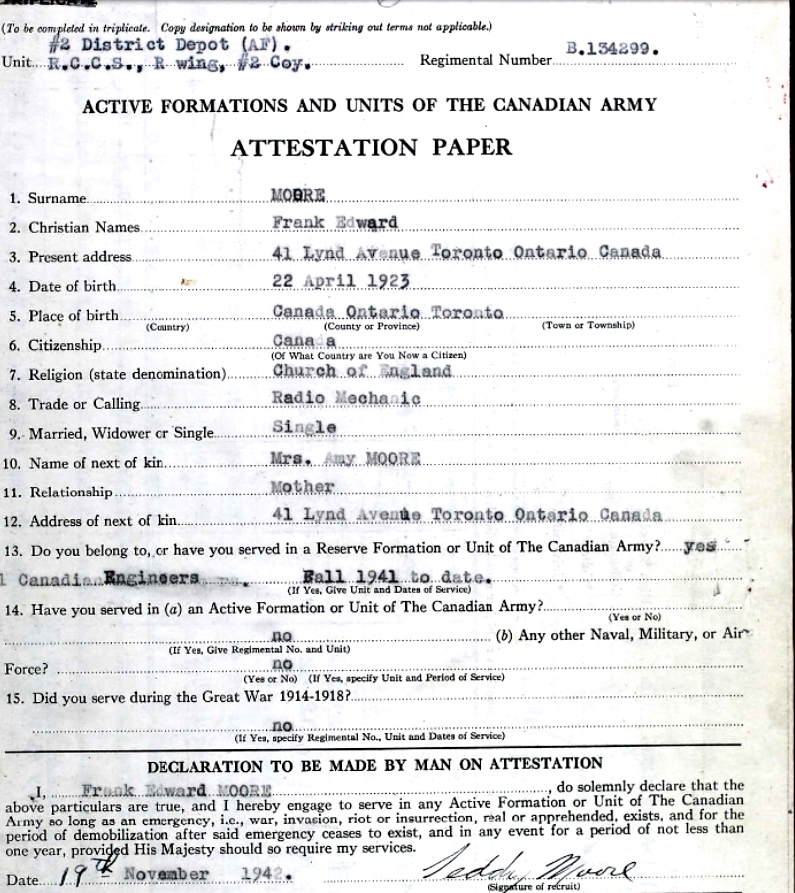 (To be completed in triplicate. Copy designation to be shown by striking out terms not applicable.)
#2 District Depot (AF).
Unit R.C.C.S., R wing, #2 Coy. Regimental Number B.134299.
ACTIVE FORMATIONS AND UNITS OF THE CANADIAN ARMY
ATTESTATION PAPER
1. Surname MOORE
2. Christian Names Frank Edward
3. Present address 41 Lynd Avenue Toronto Ontario Canada
4. Date of birth 22 April 1923
5. Place of birth Canada Ontario Toronto
(Country) (County or Province) (Town or Township)
6. Citizenship Canada
(Of What Country are You Now a Citizen)
7. Religion (state denomination) Church of England
8. Trade or Calling Radio Mechanic
9. Married, Widower or Single Single
10. Name of next of kin Mrs. Amy MOORE
11. Relationship Mother
12. Address of next of kin 41 Lynd Avenue Toronto Ontario Canada
13. Do you belong to, or have you served in a Reserve Formation or Unit of The Canadian Army? yes
l Canadian Engineers Fall 1941 to date.
(If Yes, Give Unit and Dates of Service)
14. Have you served in (a) an Active Formation or Unit of The Canadian Army?
(Yes or No)
no (b) Any other Naval, Military, or Air
(If Yes, Give Regimental No. and Unit)
Force? no
(Yes or No) (If Yes, specify Unit and Period of Service)
15. Did you serve during the Great War 1914-1918?
no
(If Yes, specify Regimental No., Unit and Dates of Service)
DECLARATION TO BE MADE BY MAN ON ATTESTATION
I, Frank Edward MOORE, do solemnly declare that the
above particulars are true, and I hereby engage to serve in any Active Formation or Unit of The Canadian
Army so long as an emergency, i.e., war, invasion, riot or insurrection, real or apprehended, exists, and for the
period of demobilization after said emergency ceases to exist, and in any event for a period of not less than
one year, provided His Majesty should so require my services.
Date 19th November 1942. Teddy Moore
(Signature of recruit)